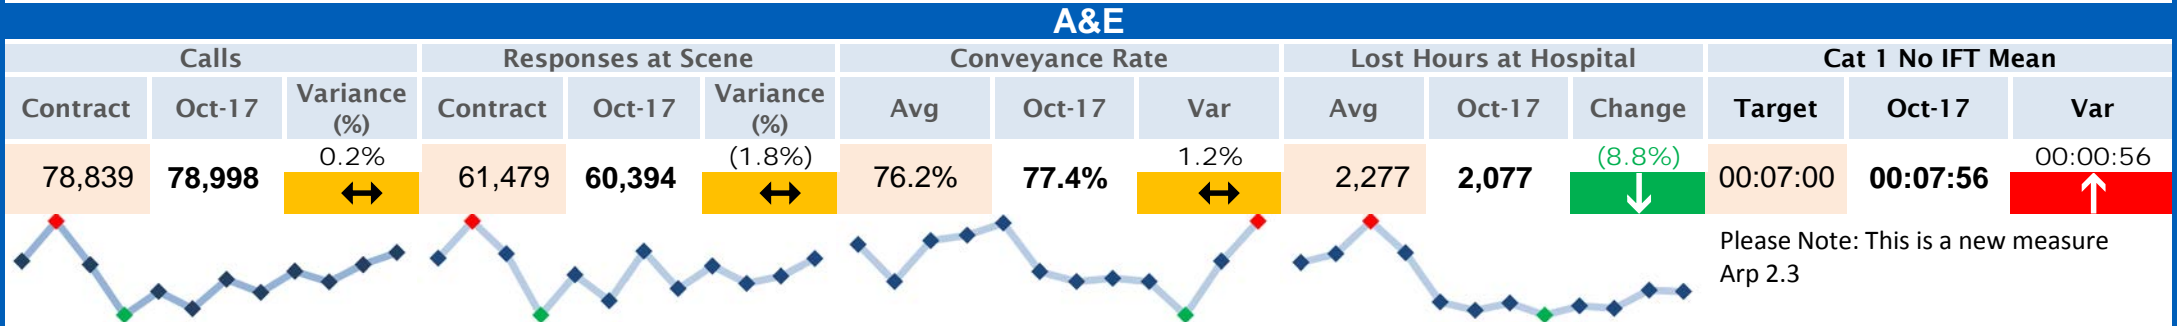 A&E
Calls Responses at Scene Conveyance Rate Lost Hours at Hospital Cat 1 No IFT Mean
Contract Oct-17 Variance (%) Contract Oct-17 Variance (%) Avg Oct-17 Var Avg Oct-17 Change Target Oct-17 Var
78,839 78,998 0.2% 61,479 60,394 (1.8%) 76.2% 77.4% 1.2% 2,277 2,077 (8.8%) 00:07:00 00:07:56 00:00:56
Please Note: This is a new measure
Arp 2.3